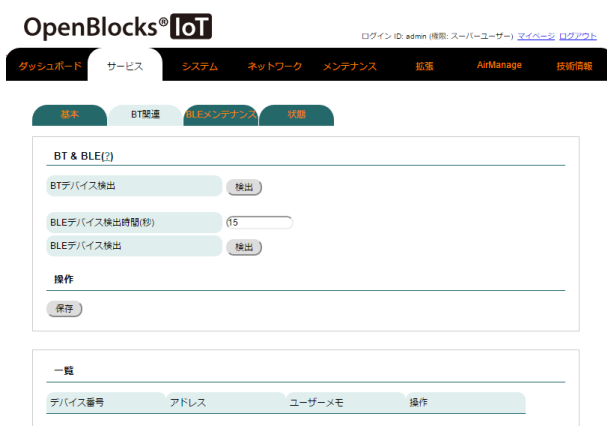 OpenBlocks® IoT
ログイン ID: admin (権限: スーパーユーザー) マイページ ログアウト
ダッシュボード サービス システム ネットワーク メンテナンス 拡張 AirManage 技術情報
基本 BT関連 BLEメンテナンス 状態
BT & BLE(?)
BTデバイス検出 検出
BLEデバイス検出時間(秒) 15
BLEデバイス検出 検出
操作
保存
一覧
デバイス番号 アドレス ユーザーメモ 操作